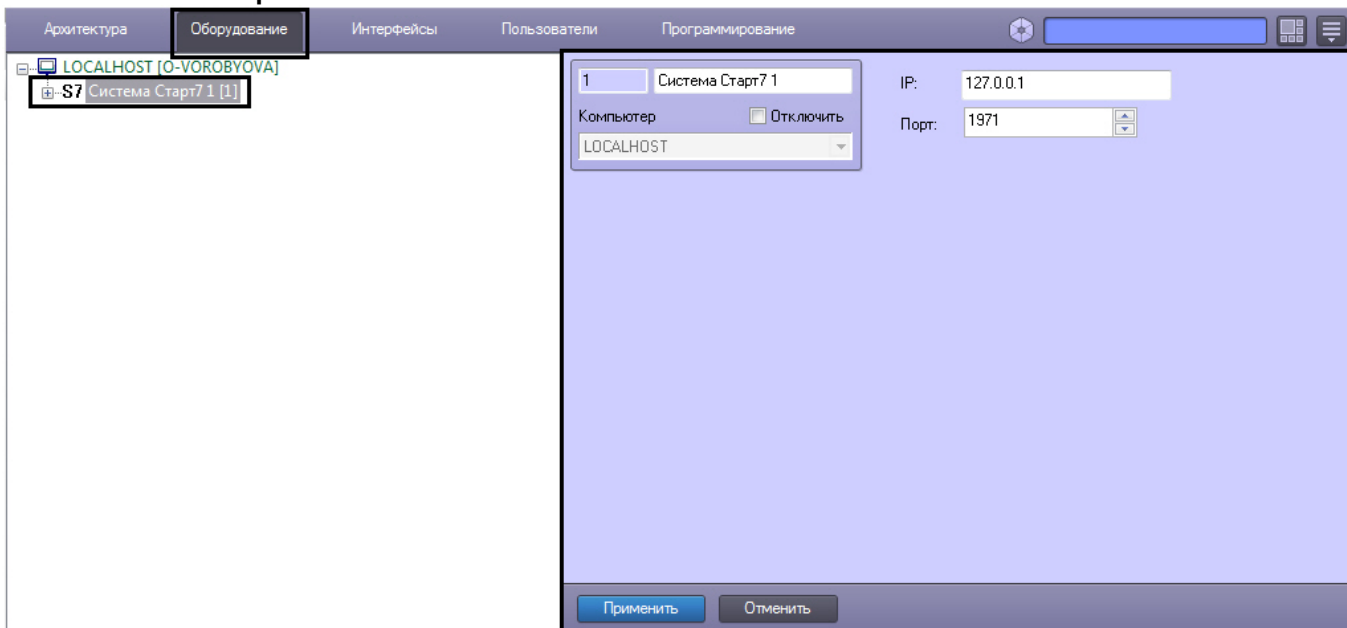 Архитектура Оборудование Интерфейсы Пользователи Программирование
LOCALHOST [O-VOROBYOVA]
S7 Система Старт7 1 [1]
1 Система Старт7 1
Компьютер Отключить
LOCALHOST
IP: 127.0.0.1
Порт: 1971
Применить Отменить